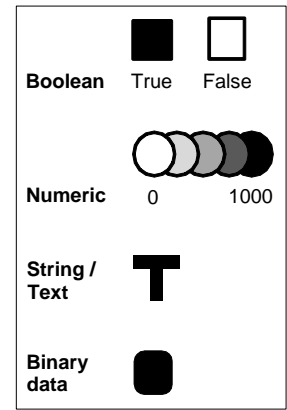 Boolean True False
Numeric 0 1000
String /
Text
T
Binary
data